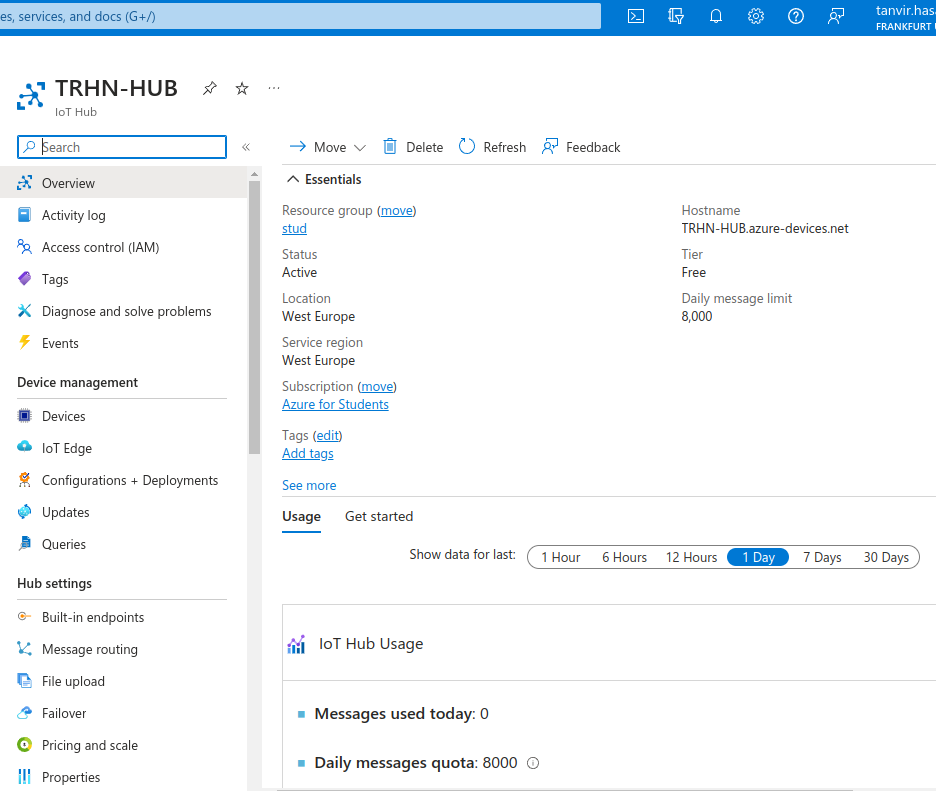 es, services, and docs (G+/)
tanvir.has
FRANKFURT
TRHN-HUB
IoT Hub
Search
«
Move
Delete
Refresh
Feedback
Overview
Activity log
Access control (IAM)
Tags
Diagnose and solve problems
Events
Device management
Devices
IoT Edge
Configurations + Deployments
Updates
Queries
Hub settings
Built-in endpoints
Message routing
File upload
Failover
Pricing and scale
Properties
Essentials
Resource group (move)
stud
Status
Active
Location
West Europe
Service region
West Europe
Subscription (move)
Azure for Students
Tags (edit)
Add tags
See more
Hostname
TRHN-HUB.azure-devices.net
Tier
Free
Daily message limit
8,000
Usage
Get started
Show data for last:
1 Hour
6 Hours
12 Hours
1 Day
7 Days
30 Days
IoT Hub Usage
Messages used today: 0
Daily messages quota: 8000